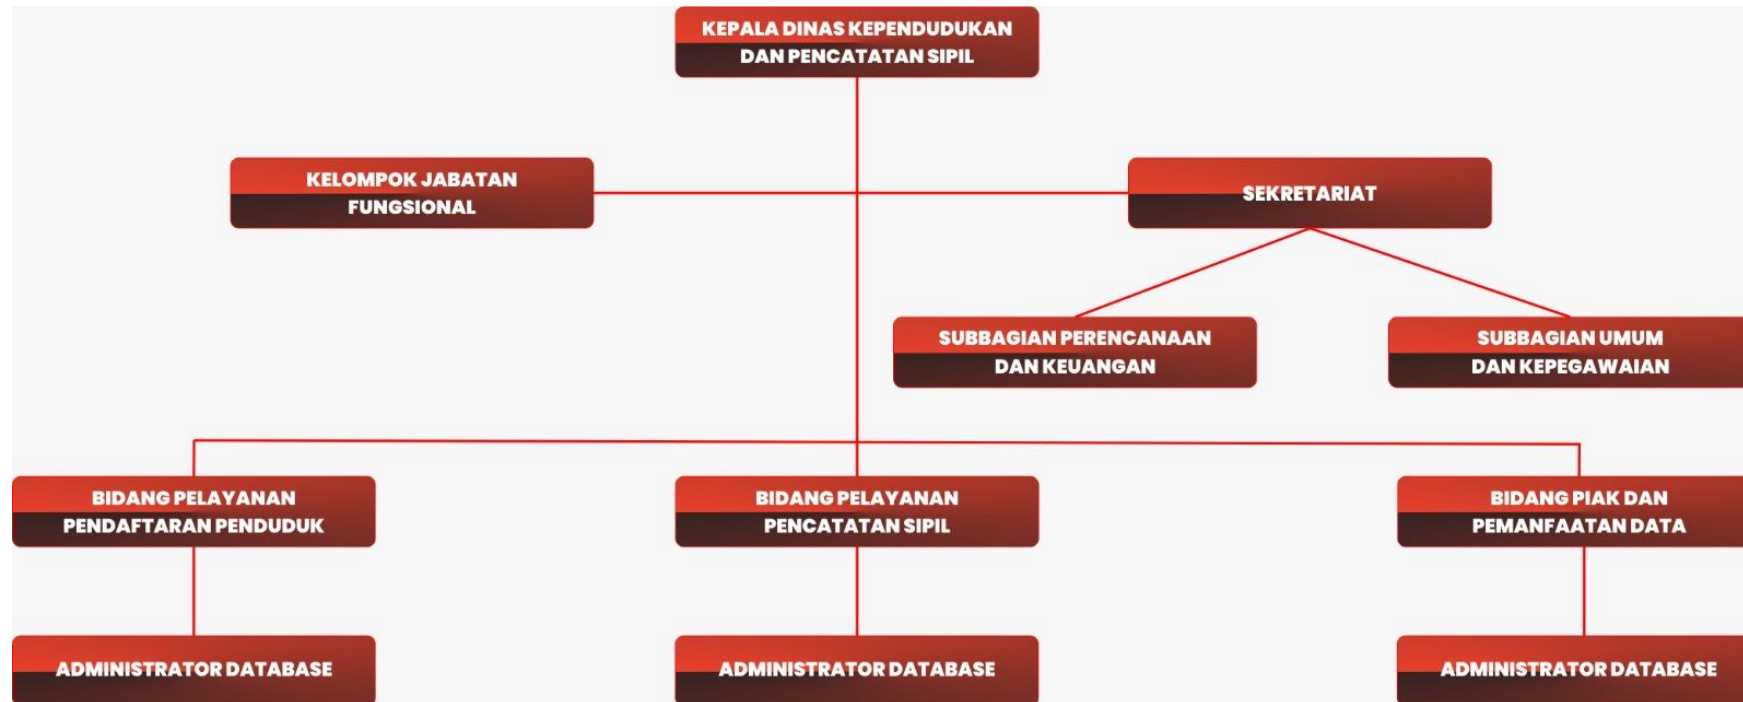 KEPALA DINAS KEPENDUDUKAN
DAN PENCATATAN SIPIL
KELOMPOK JABATAN
FUNGSIONAL
SEKRETARIAT
SUBBAGIAN PERENCANAAN
DAN KEUANGAN
SUBBAGIAN UMUM
DAN KEPEGAWAIAN
BIDANG PELAYANAN
PENDAFTARAN PENDUDUK
BIDANG PELAYANAN
PENCATATAN SIPIL
BIDANG PIAK DAN
PEMANFAATAN DATA
ADMINISTRATOR DATABASE
ADMINISTRATOR DATABASE
ADMINISTRATOR DATABASE